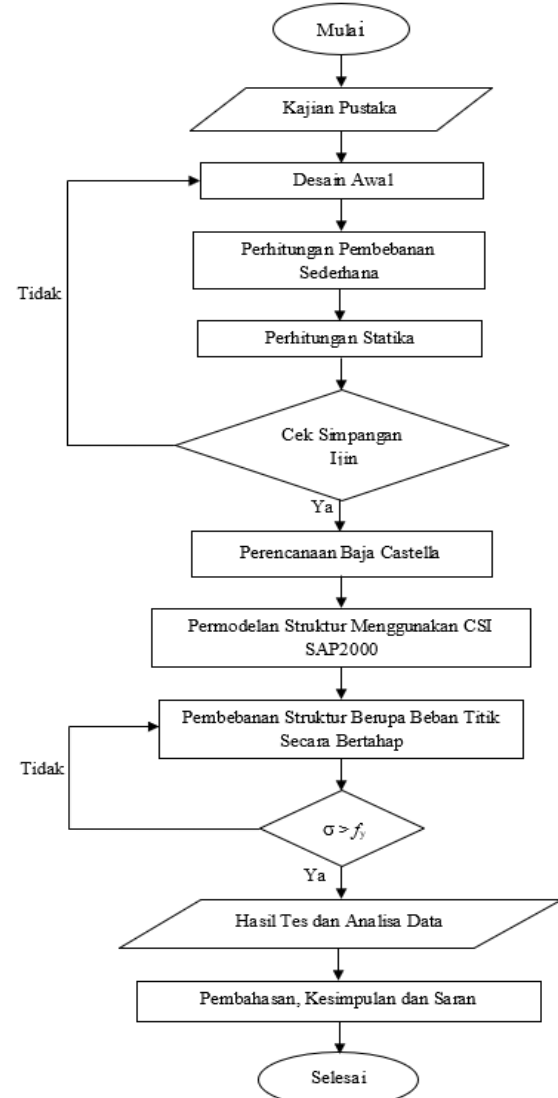 Mulai
Kajian Pustaka
Desain Awal
Perhitungan Pembebanan
Sederhana
Tidak
Perhitungan Statika
Cek Simpangan
Ijin
Ya
Perencanaan Baja Castella
Permodelan Struktur Menggunakan CSI
SAP2000
Pembebanan Struktur Berupa Beban Titik
Secara Bertahap
Tidak
σ > fy
Ya
Hasil Tes dan Analisa Data
Pembahasan, Kesimpulan dan Saran
Selesai